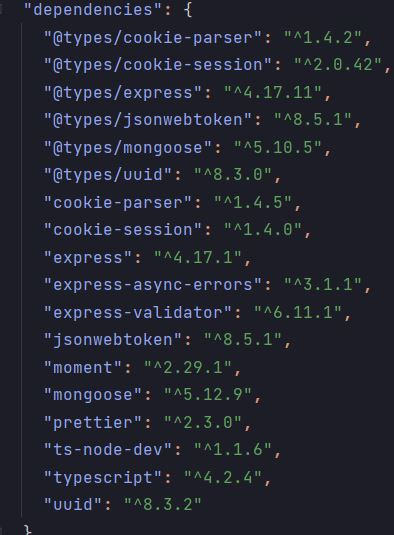 "dependencies": {
"@types/cookie-parser": "^1.4.2",
"@types/cookie-session": "^2.0.42",
"@types/express": "^4.17.11",
"@types/jsonwebtoken": "^8.5.1",
"@types/mongoose": "^5.10.5",
"@types/uuid": "^8.3.0",
"cookie-parser": "^1.4.5",
"cookie-session": "^1.4.0",
"express": "^4.17.1",
"express-async-errors": "^3.1.1",
"express-validator": "^6.11.1",
"jsonwebtoken": "^8.5.1",
"moment": "^2.29.1",
"mongoose": "^5.12.9",
"prettier": "^2.3.0",
"ts-node-dev": "^1.1.6",
"typescript": "^4.2.4",
"uuid": "^8.3.2"
}